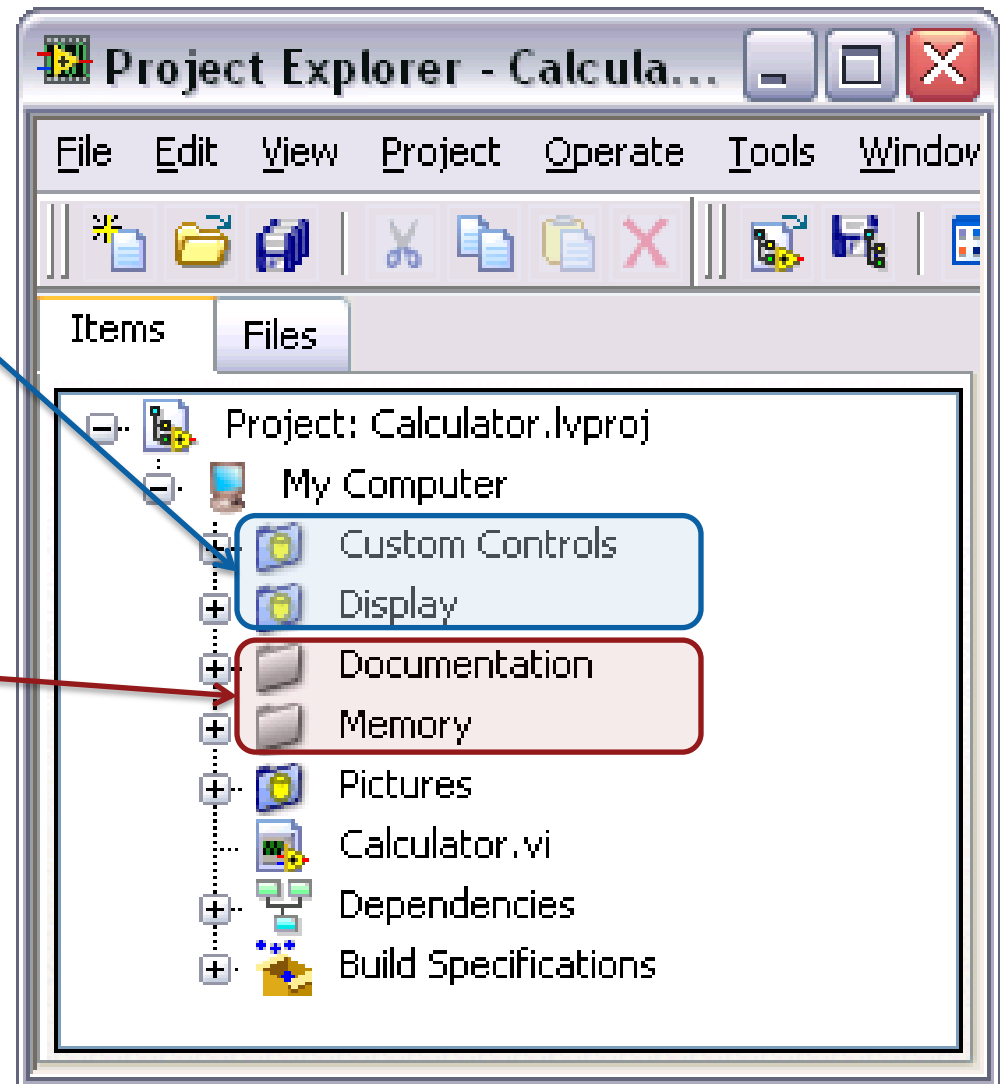 Project Explorer - Calcula...
File Edit View Project Operate Tools Window
Items Files
Project: Calculator.lvproj
My Computer
Custom Controls
Display
Documentation
Memory
Pictures
Calculator.vi
Dependencies
Build Specifications